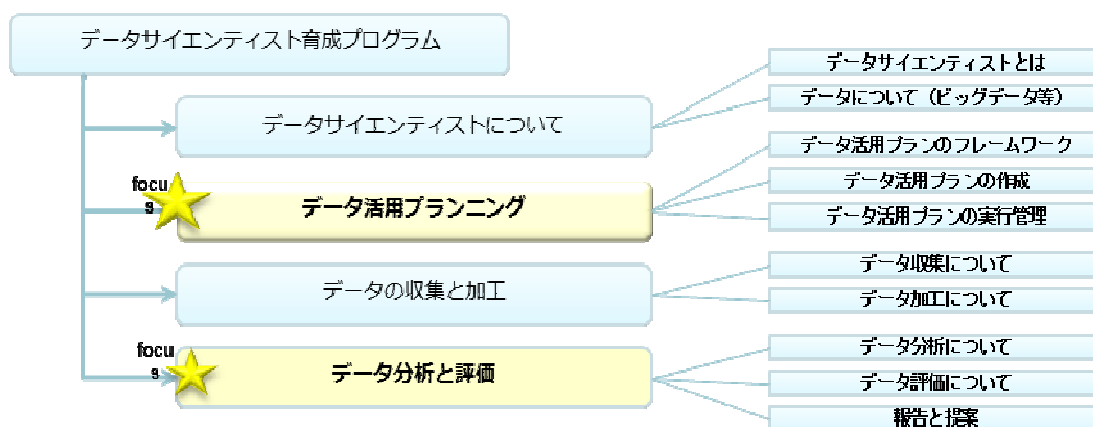 データサイエンティスト育成プログラム
データサイエンティストについて
データサイエンティストとは
データについて（ビッグデータ等）
focu
s
データ活用プランニング
データ活用プランのフレームワーク
データ活用プランの作成
データ活用プランの実行管理
データの収集と加工
データ収集について
データ加工について
focu
s
データ分析と評価
データ分析について
データ評価について
報告と提案